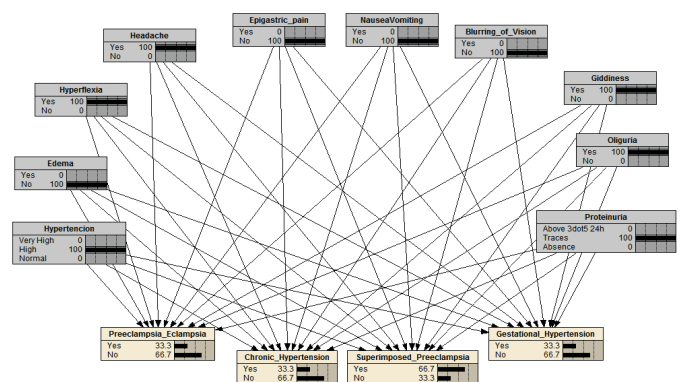 Headache
Yes 100
No 0
Epigastric_pain
Yes 0
No 100
NauseaVomiting
Yes 0
No 100
Blurring_of_Vision
Yes 0
No 100
Giddiness
Yes 100
No 0
Hyperflexia
Yes 100
No 0
Oliguria
Yes 100
No 0
Edema
Yes 0
No 100
Proteinuria
Above 3dot5 24h 0
Traces 100
Absence 0
Hypertencion
Very High 0
High 100
Normal 0
Preeclampsia_Eclampsia
Yes 33.3
No 66.7
Chronic_Hypertension
Yes 33.3
No 66.7
Superimposed_Preeclampsia
Yes 66.7
No 33.3
Gestational_Hypertension
Yes 33.3
No 66.7